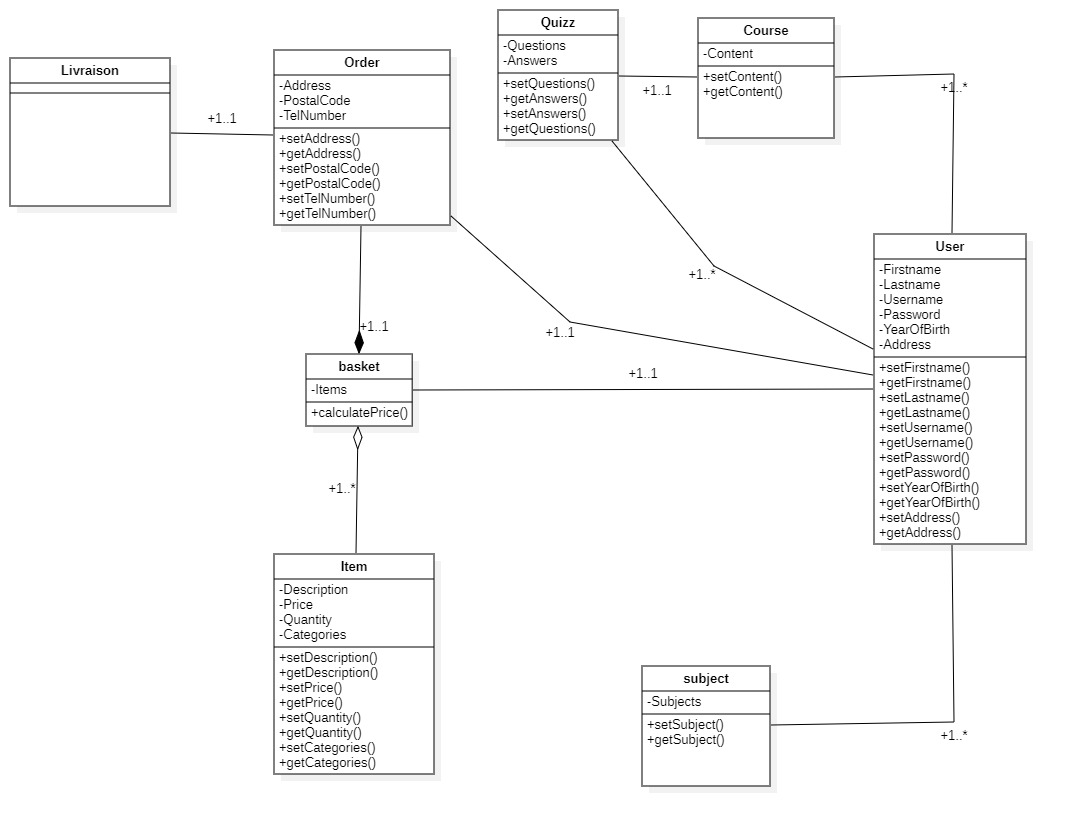 Livraison
+1..1
Order
-Address
-PostalCode
-TelNumber
+setAddress()
+getAddress()
+setPostalCode()
+getPostalCode()
+setTelNumber()
+getTelNumber()
Quizz
-Questions
-Answers
+setQuestions()
+getAnswers()
+setAnswers()
+getQuestions()
+1..1
Course
-Content
+setContent()
+getContent()
+1..*
+1..*
+1..1
+1..1
+1..1
User
-Firstname
-Lastname
-Username
-Password
-YearOfBirth
-Address
+setFirstname()
+getFirstname()
+setLastname()
+getLastname()
+setUsername()
+getUsername()
+setPassword()
+getPassword()
+setYearOfBirth()
+getYearOfBirth()
+setAddress()
+getAddress()
basket
-Items
+calculatePrice()
+1..*
Item
-Description
-Price
-Quantity
-Categories
+setDescription()
+getDescription()
+setPrice()
+getPrice()
+setQuantity()
+getQuantity()
+setCategories()
+getCategories()
subject
-Subjects
+setSubject()
+getSubject()
+1..*